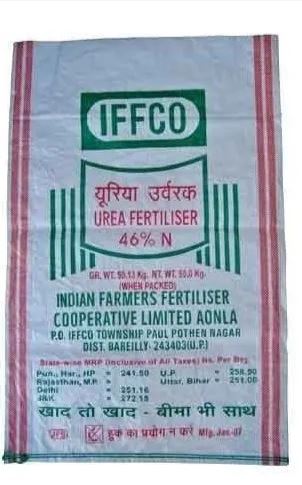 IFFCO
यूरिया उर्वरक
UREA FERTILISER
46% N
GR. WT. 50.13 Kg. NT. WT. 50.0 Kg.
(WHEN PACKED)
INDIAN FARMERS FERTILISER
COOPERATIVE LIMITED AONLA
P.O. IFFCO TOWNSHIP PAUL POTHEN NAGAR
DIST. BAREILLY-243403(U.P.)
State-wise MRP (Inclusive of All Taxes) Rs. Per Bag
Pun., Har., HP = 241.50 U.P. = 258.90
Rajasthan, M.P. = Uttar, Bihar = 251.00
Delhi = 251.16
J&K = 272.15
खाद तो खाद - बीमा भी साथ
हुक का प्रयोग न करें Mfg. Jan.-07